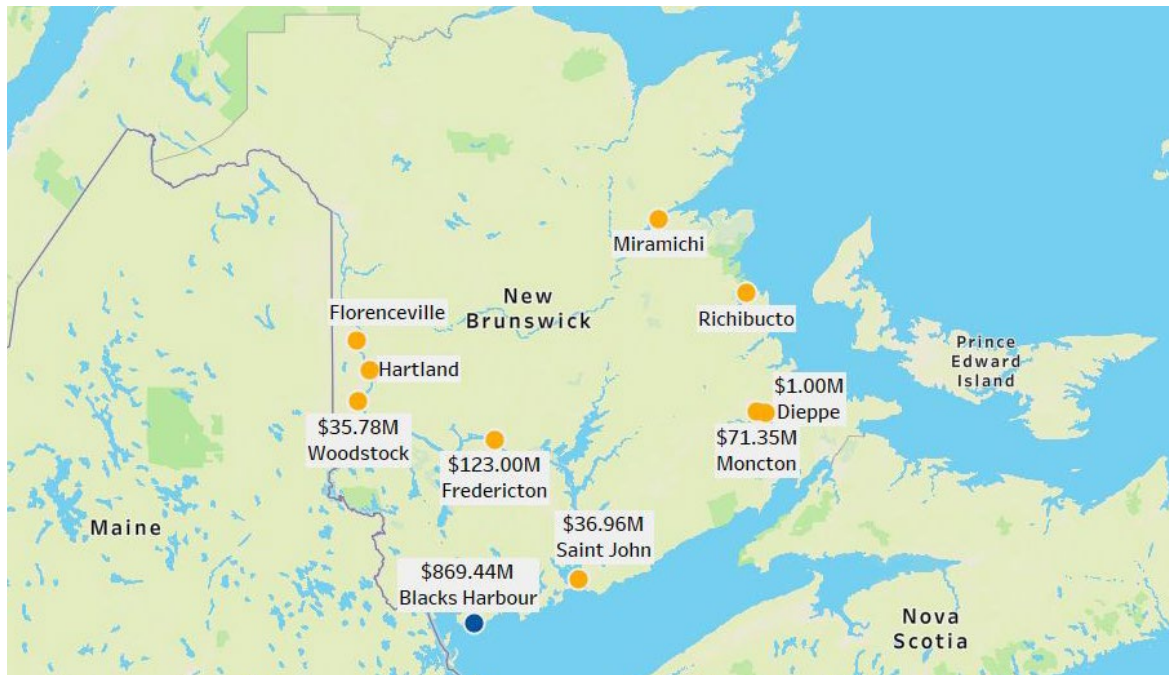 Miramichi
New
Brunswick
Florenceville
Richibucto
Prince
Edward
Island
Hartland
$1.00M
Dieppe
$35.78M
Woodstock
$71.35M
Moncton
$123.00M
Fredericton
Maine
$36.96M
Saint John
$869.44M
Blacks Harbour
Nova
Scotia